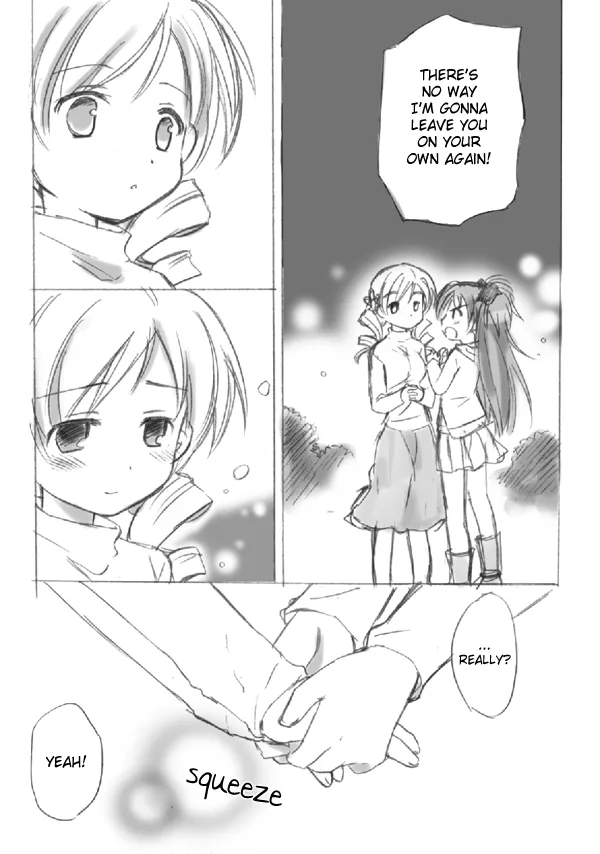 THERE'S
NO WAY
I'M GONNA
LEAVE YOU
ON YOUR
OWN AGAIN!
...
REALLY?
YEAH!
squeeze